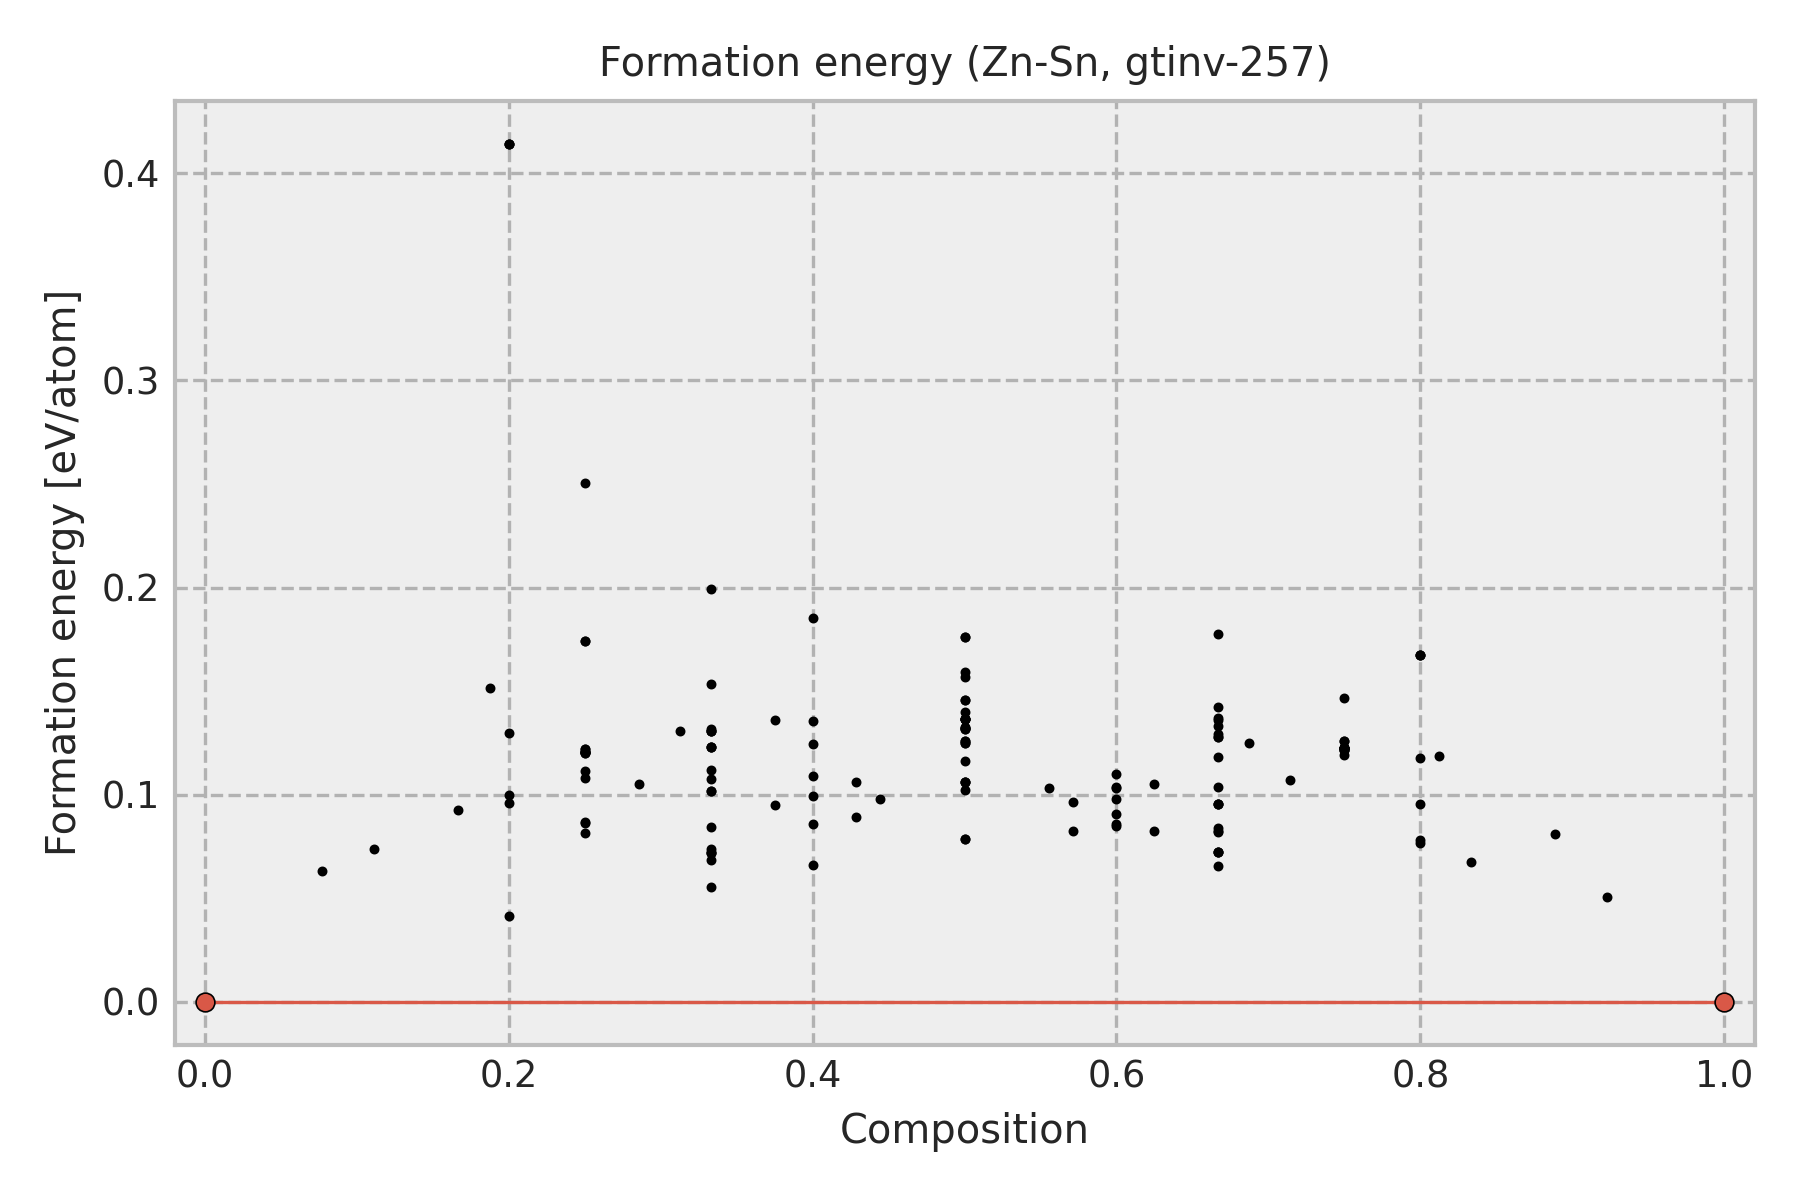 Formation energy (Zn-Sn, gtinv-257)
Formation energy [eV/atom]
0.4
0.3
0.2
0.1
0.0
0.0 0.2 0.4 0.6 0.8 1.0
Composition